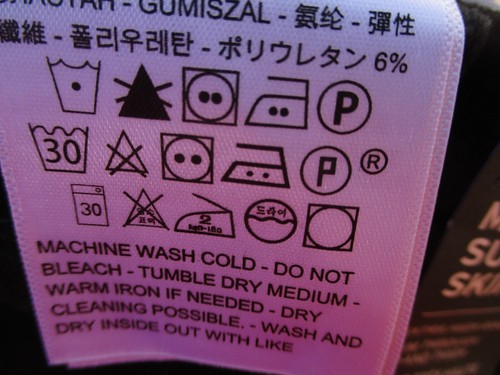 GUMISZAL - 氨纶 - 彈性
纖維 - 폴리우레탄 - ポリウレタン 6%
P
30 P ®
30 2 드라이
MACHINE WASH COLD - DO NOT
BLEACH - TUMBLE DRY MEDIUM -
WARM IRON IF NEEDED - DRY
CLEANING POSSIBLE. - WASH AND
DRY INSIDE OUT WITH LIKE